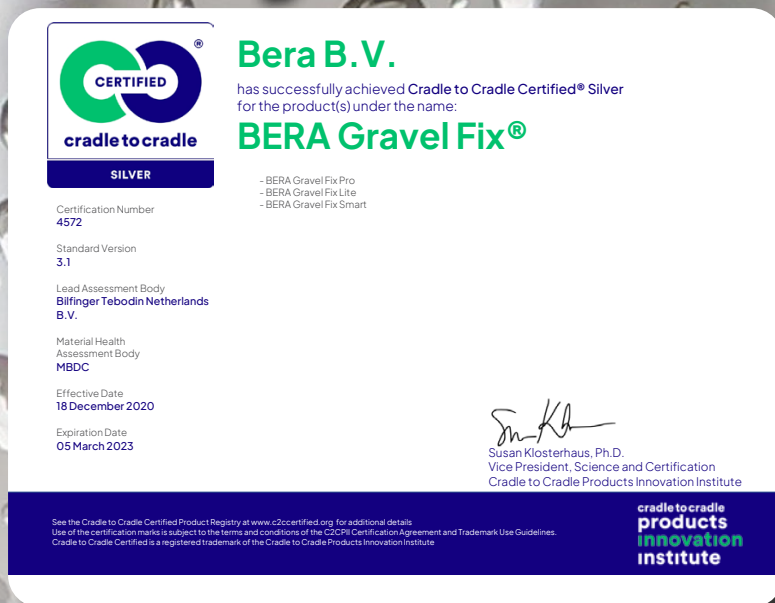 CERTIFIED
®
cradle to cradle
SILVER
Bera B.V.
has successfully achieved Cradle to Cradle Certified® Silver
for the product(s) under the name:
BERA Gravel Fix®
- BERA Gravel Fix Pro
- BERA Gravel Fix Lite
- BERA Gravel Fix Smart
Certification Number
4572
Standard Version
3.1
Lead Assessment Body
Bilfinger Tebodin Netherlands
B.V.
Material Health
Assessment Body
MBDC
Effective Date
18 December 2020
Expiration Date
05 March 2023
Susan Klosterhaus, Ph.D.
Vice President, Science and Certification
Cradle to Cradle Products Innovation Institute
See the Cradle to Cradle Certified Product Registry at www.c2ccertified.org for additional details
Use of the certification marks is subject to the terms and conditions of the C2CPII Certification Agreement and Trademark Use Guidelines.
Cradle to Cradle Certified is a registered trademark of the Cradle to Cradle Products Innovation Institute
cradle to cradle
products
innovation
institute